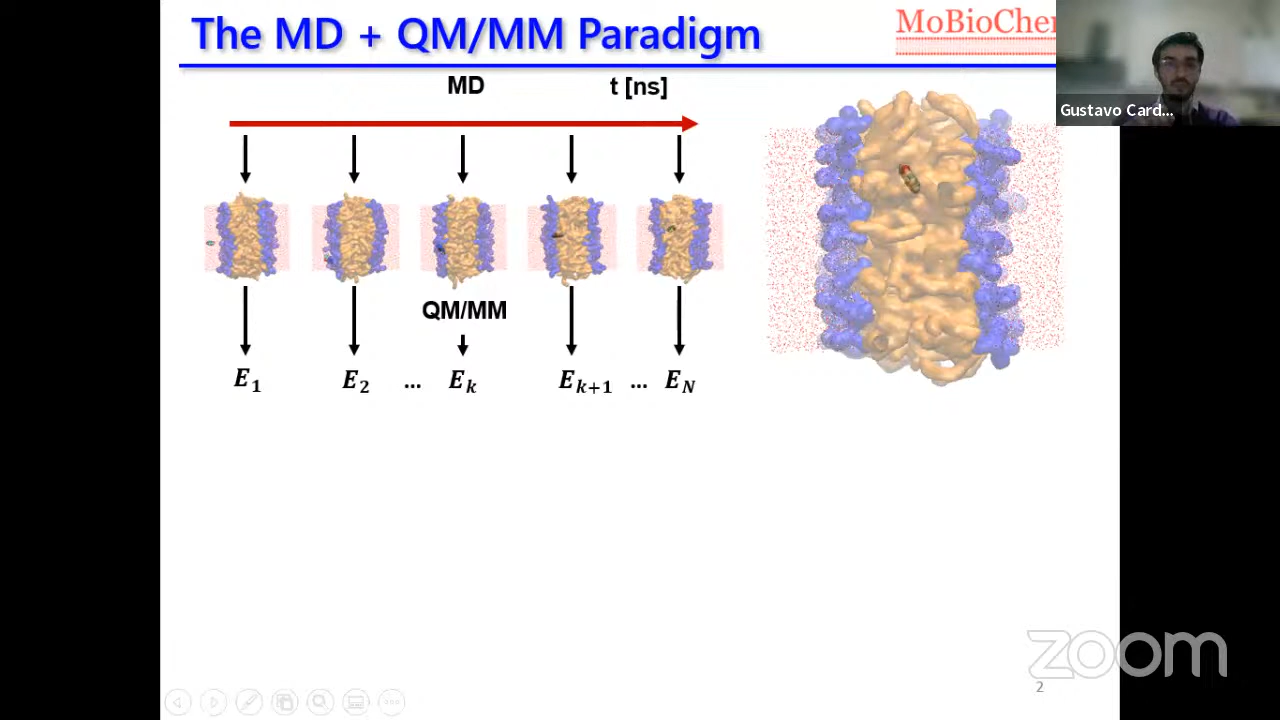 The MD + QM/MM Paradigm
MoBioChem
Gustavo Card...
MD
t [ns]
QM/MM
E₁
E₂
...
Eₖ
Eₖ₊₁
...
E_N
zoom
2